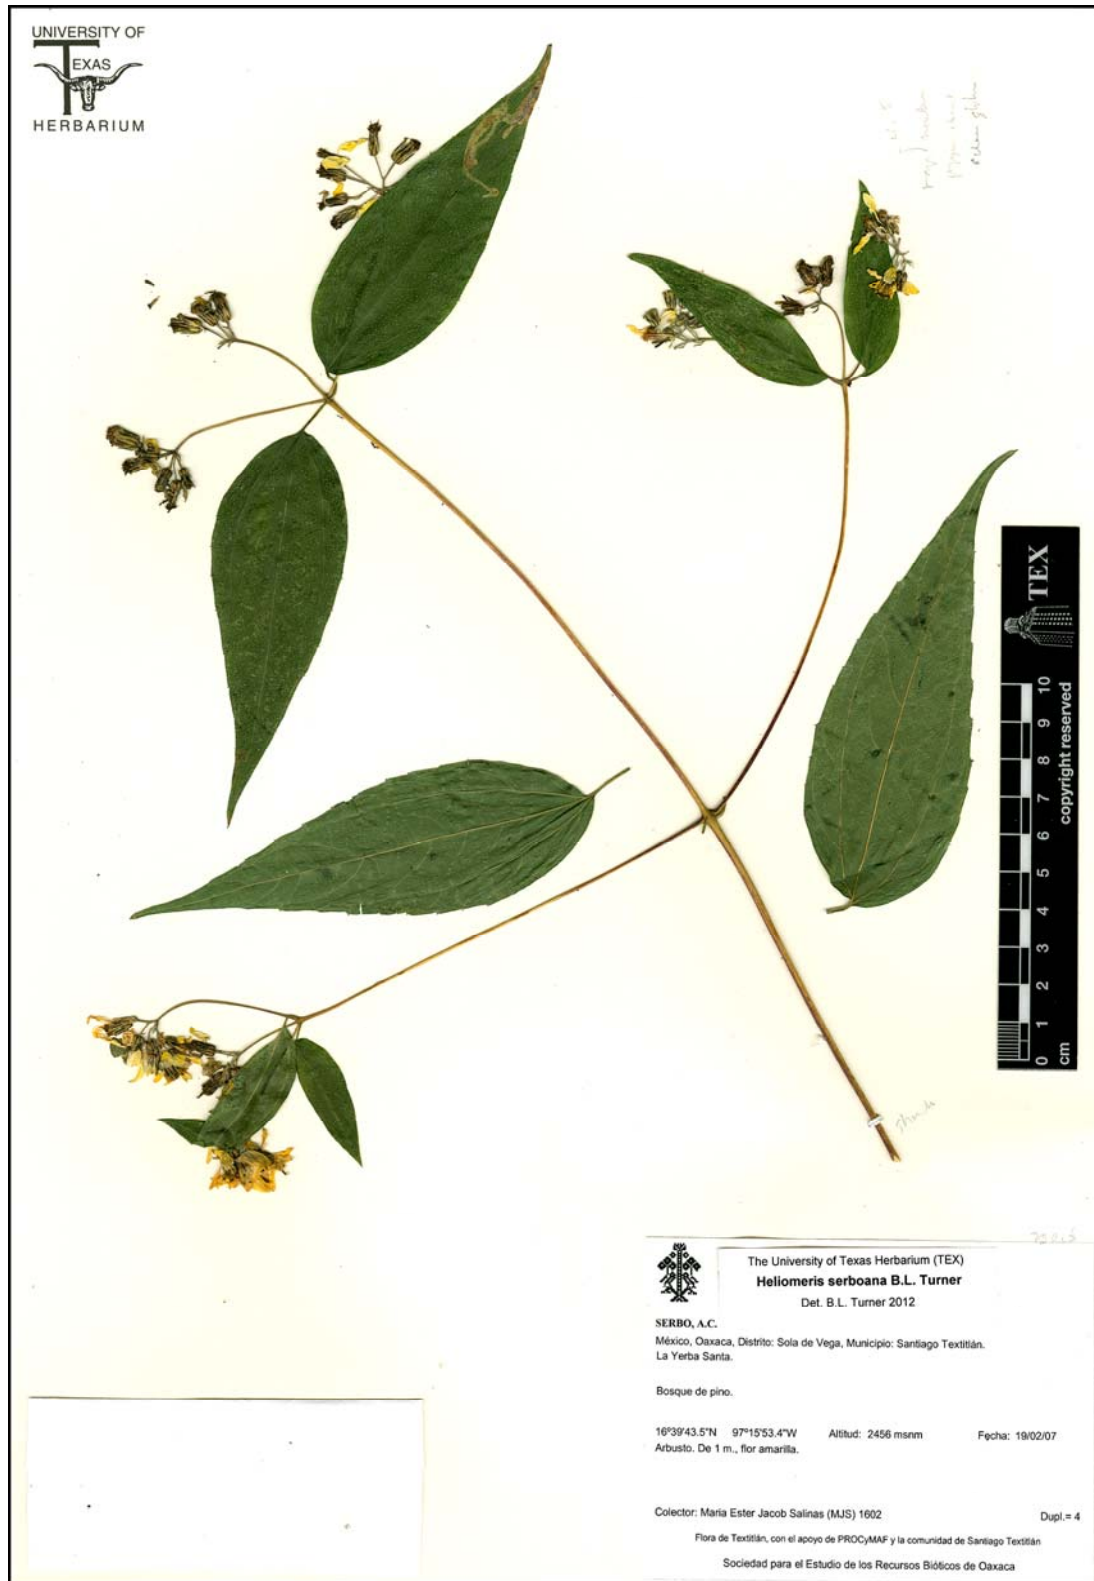 UNIVERSITY OF
TEXAS
HERBARIUM
TEX
10
9
8
7
6
5
4
3
2
1
0
cm
copyright reserved
The University of Texas Herbarium (TEX)
Heliomeris serboana B.L. Turner
Det. B.L. Turner 2012
SERBO, A.C.
México, Oaxaca, Distrito: Sola de Vega, Municipio: Santiago Textitlán.
La Yerba Santa.
Bosque de pino.
16º39'43.5"N 97º15'53.4"W Altitud: 2456 msnm Fecha: 19/02/07
Arbusto. De 1 m., flor amarilla.
Colector: Maria Ester Jacob Salinas (MJS) 1602 Dupl.= 4
Flora de Textitlán, con el apoyo de PROCyMAF y la comunidad de Santiago Textitlán
Sociedad para el Estudio de los Recursos Bióticos de Oaxaca